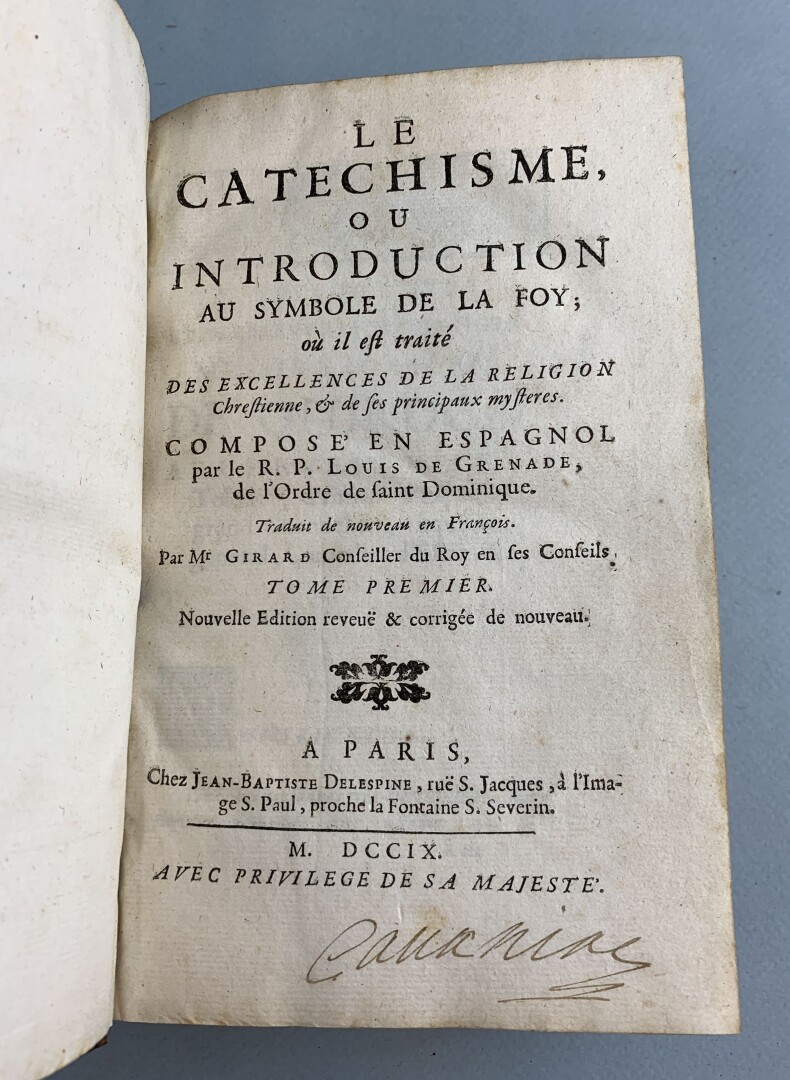 LE
CATECHISME,
OU
INTRODUCTION
AU SYMBOLE DE LA FOY;
où il eſt traité
DES EXCELLENCES DE LA RELIGION
Chreſtienne, & de ſes principaux myſteres.
COMPOSE' EN ESPAGNOL
par le R. P. LOUIS DE GRENADE,
de l'Ordre de ſaint Dominique.
Traduit de nouveau en François.
Par Mr GIRARD Conſeiller du Roy en ſes Conſeils.
TOME PREMIER.
Nouvelle Edition reveuë & corrigée de nouveau.
A PARIS,
Chez JEAN-BAPTISTE DELESPINE, ruë S. Jacques, à l'Ima-
ge S. Paul, proche la Fontaine S. Severin.
M. DCCIX.
AVEC PRIVILEGE DE SA MAJESTE'.